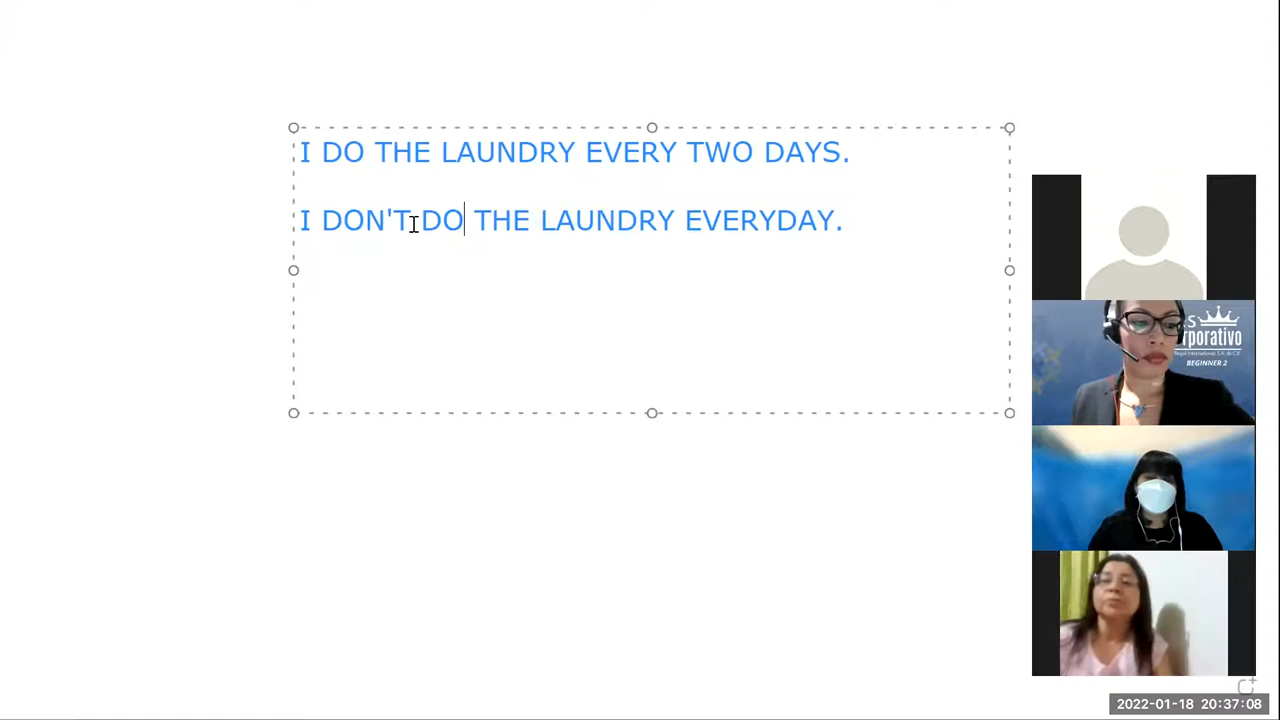 I DO THE LAUNDRY EVERY TWO DAYS.
I DON'T DO THE LAUNDRY EVERYDAY.
BEGINNER 2
2022-01-18 20:37:08